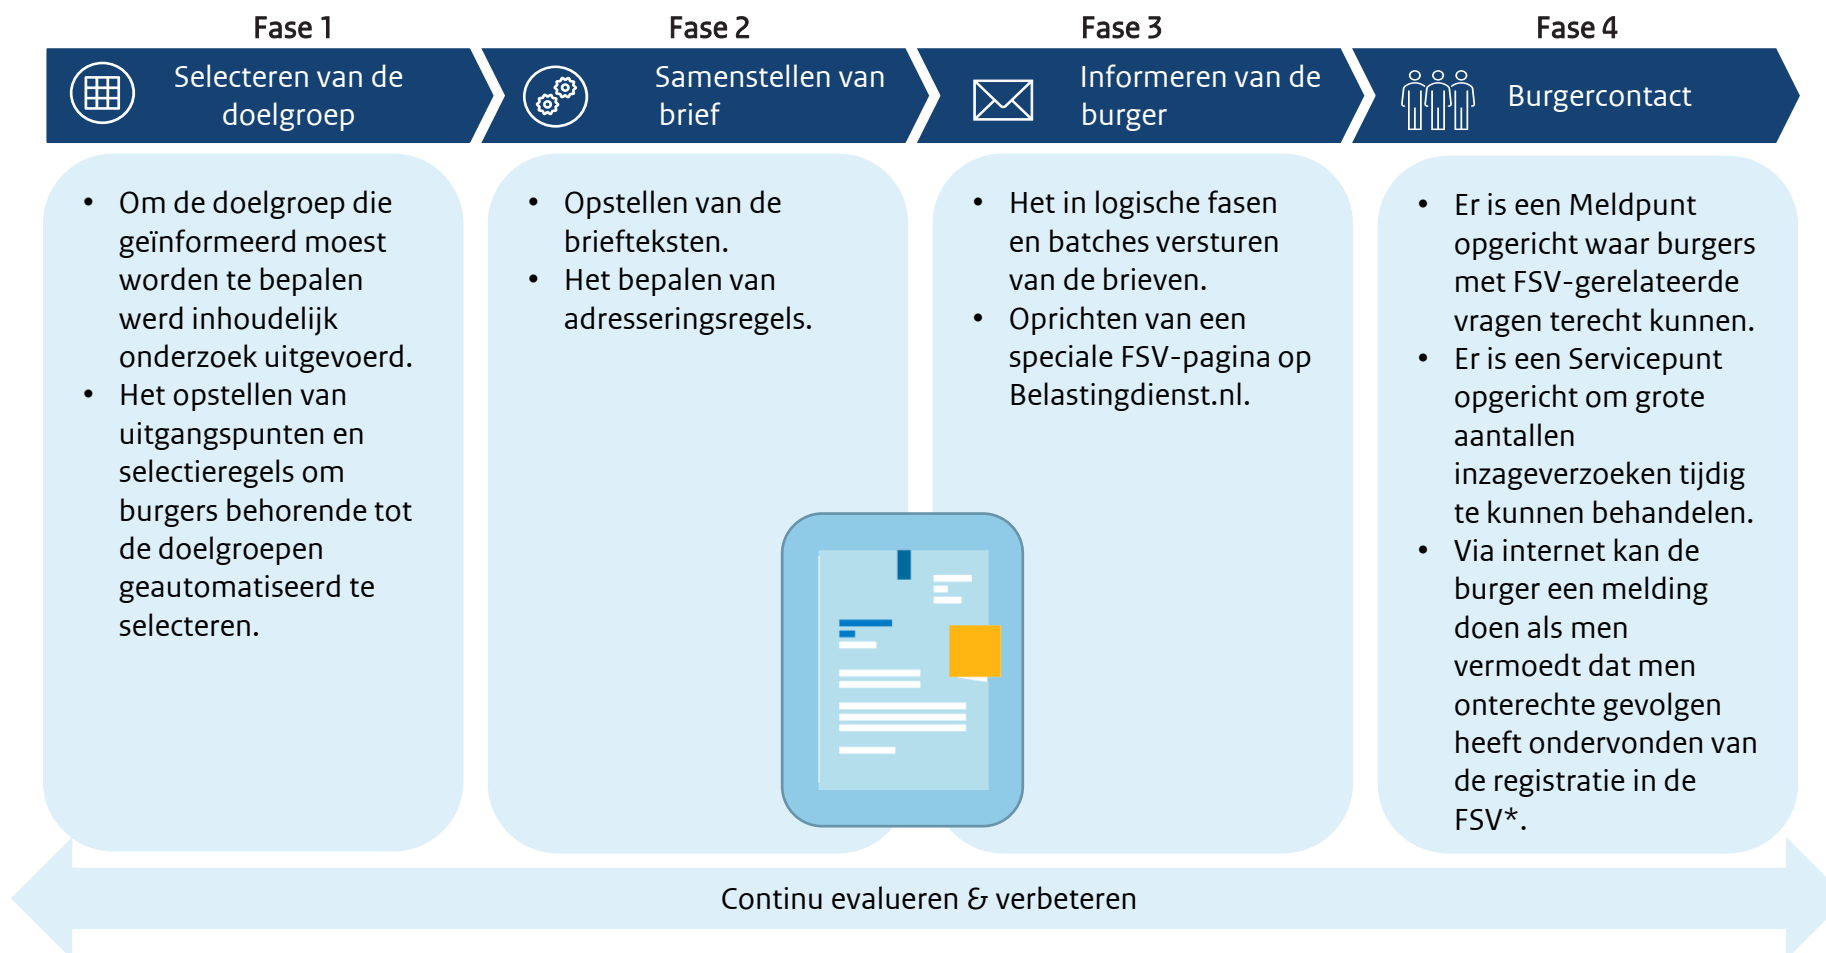 Fase 1
Selecteren van de
doelgroep
• Om de doelgroep die
geïnformeerd moest
worden te bepalen
werd inhoudelijk
onderzoek uitgevoerd.
• Het opstellen van
uitgangspunten en
selectieregels om
burgers behorende tot
de doelgroepen
geautomatiseerd te
selecteren.
Fase 2
Samenstellen van
brief
• Opstellen van de
briefteksten.
• Het bepalen van
adresseringsregels.
Fase 3
Informeren van de
burger
• Het in logische fasen
en batches versturen
van de brieven.
• Oprichten van een
speciale FSV-pagina op
Belastingdienst.nl.
Fase 4
Burgercontact
• Er is een Meldpunt
opgericht waar burgers
met FSV-gerelateerde
vragen terecht kunnen.
• Er is een Servicepunt
opgericht om grote
aantallen
inzageverzoeken tijdig
te kunnen behandelen.
• Via internet kan de
burger een melding
doen als men
vermoedt dat men
onterechte gevolgen
heeft ondervonden van
de registratie in de
FSV*.
Continu evalueren & verbeteren